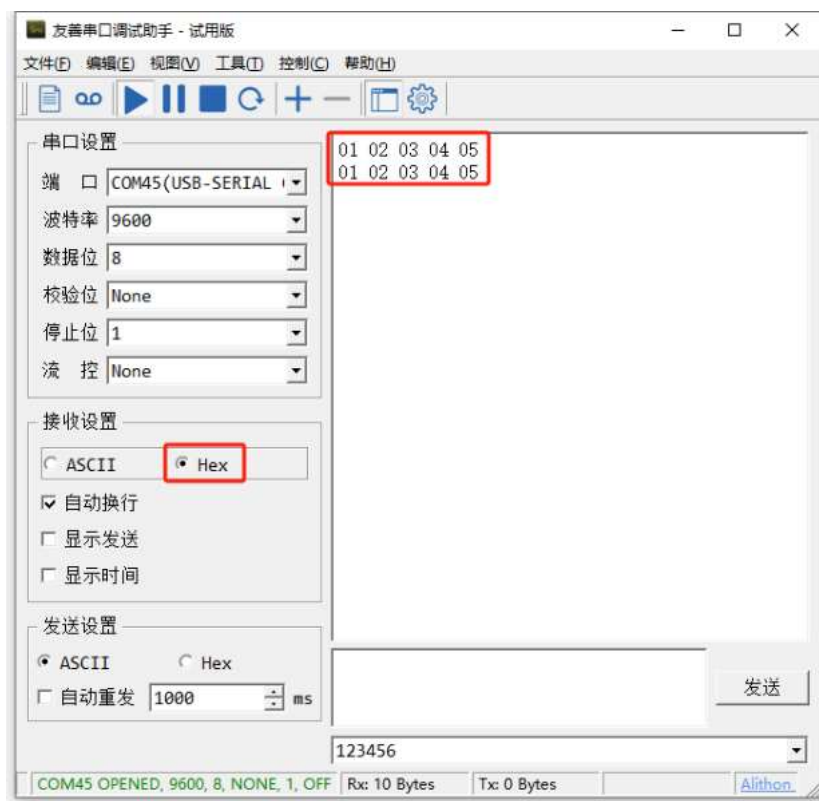 友善串口调试助手 - 试用版
文件(F) 编辑(E) 视图(V) 工具(T) 控制(C) 帮助(H)
串口设置
端 口 COM45(USB-SERIAL
波特率 9600
数据位 8
校验位 None
停止位 1
流 控 None
接收设置
ASCII Hex
自动换行
显示发送
显示时间
发送设置
ASCII Hex
自动重发 1000 ms
01 02 03 04 05
01 02 03 04 05
发送
123456
COM45 OPENED, 9600, 8, NONE, 1, OFF Rx: 10 Bytes Tx: 0 Bytes Alithon